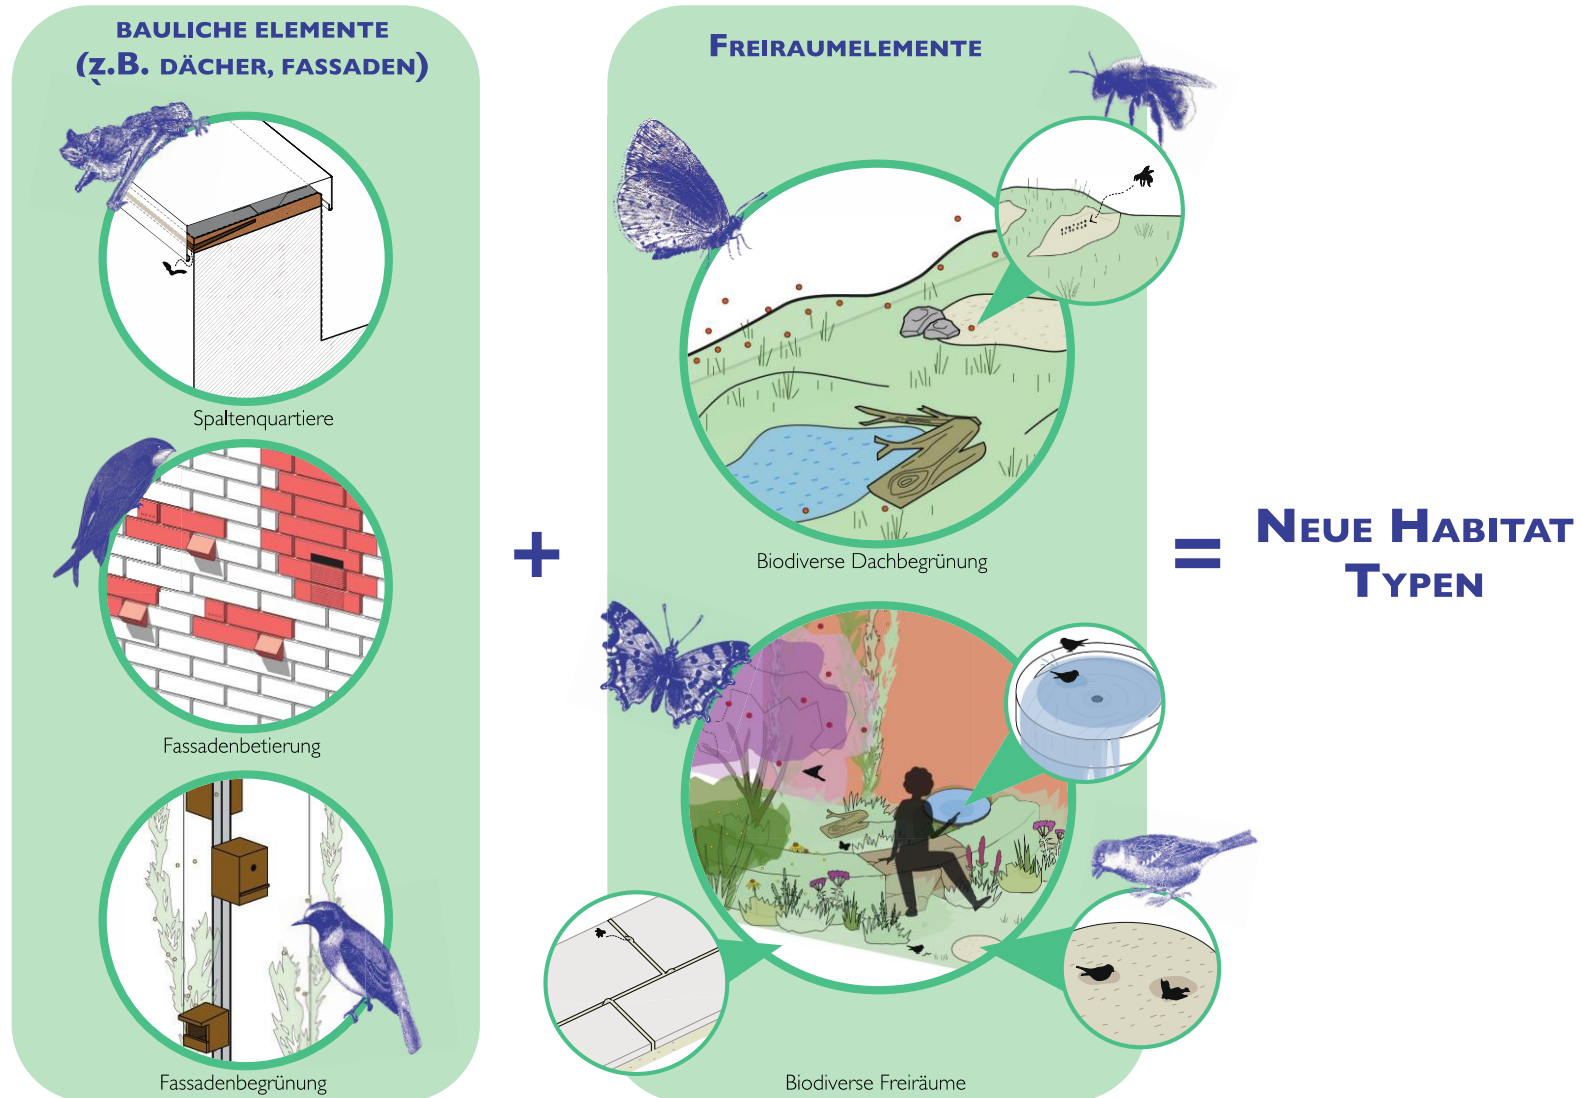 BAULICHE ELEMENTE
(z.B. DÄCHER, FASSADEN)
Spaltenquartiere
Fassadenbetierung
Fassadenbegrünung
+
FREIRAUMELEMENTE
Biodiverse Dachbegrünung
Biodiverse Freiräume
=
NEUE HABITAT
TYPEN